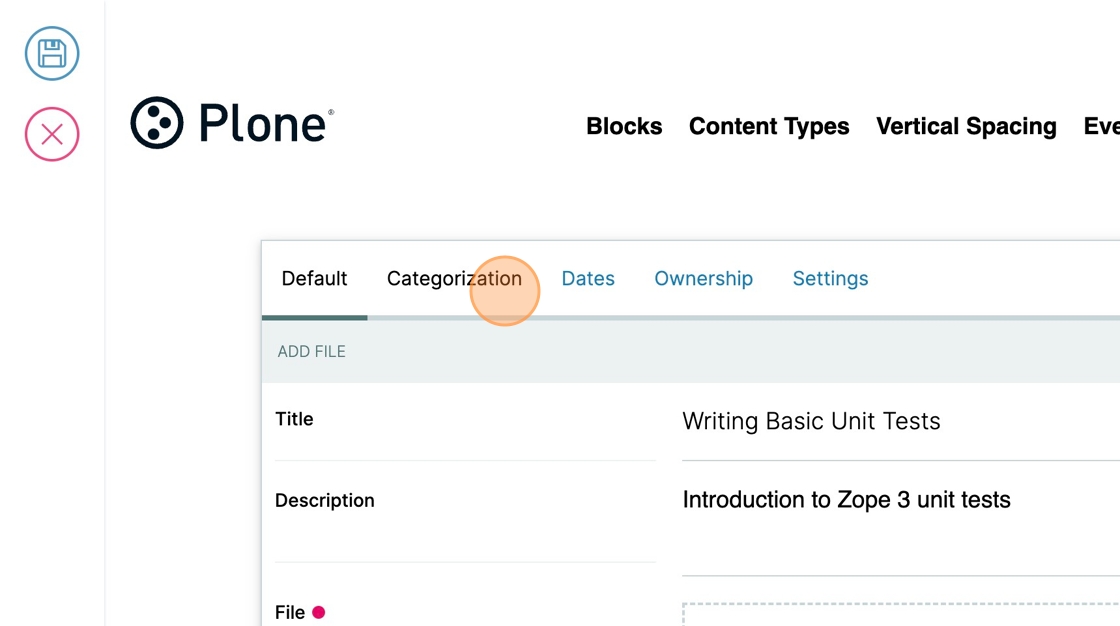 Plone®
Blocks Content Types Vertical Spacing Eve
Default Categorization Dates Ownership Settings
ADD FILE
Title Writing Basic Unit Tests
Description Introduction to Zope 3 unit tests
File